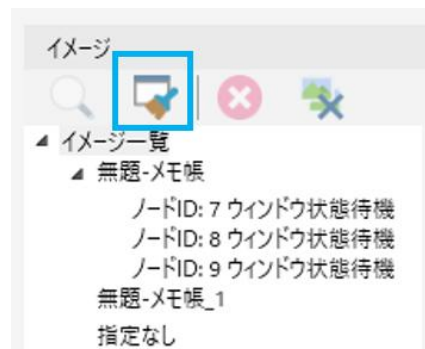 イメージ
イメージ一覧
無題-メモ帳
ノードID: 7 ウィンドウ状態待機
ノードID: 8 ウィンドウ状態待機
ノードID: 9 ウィンドウ状態待機
無題-メモ帳_1
指定なし